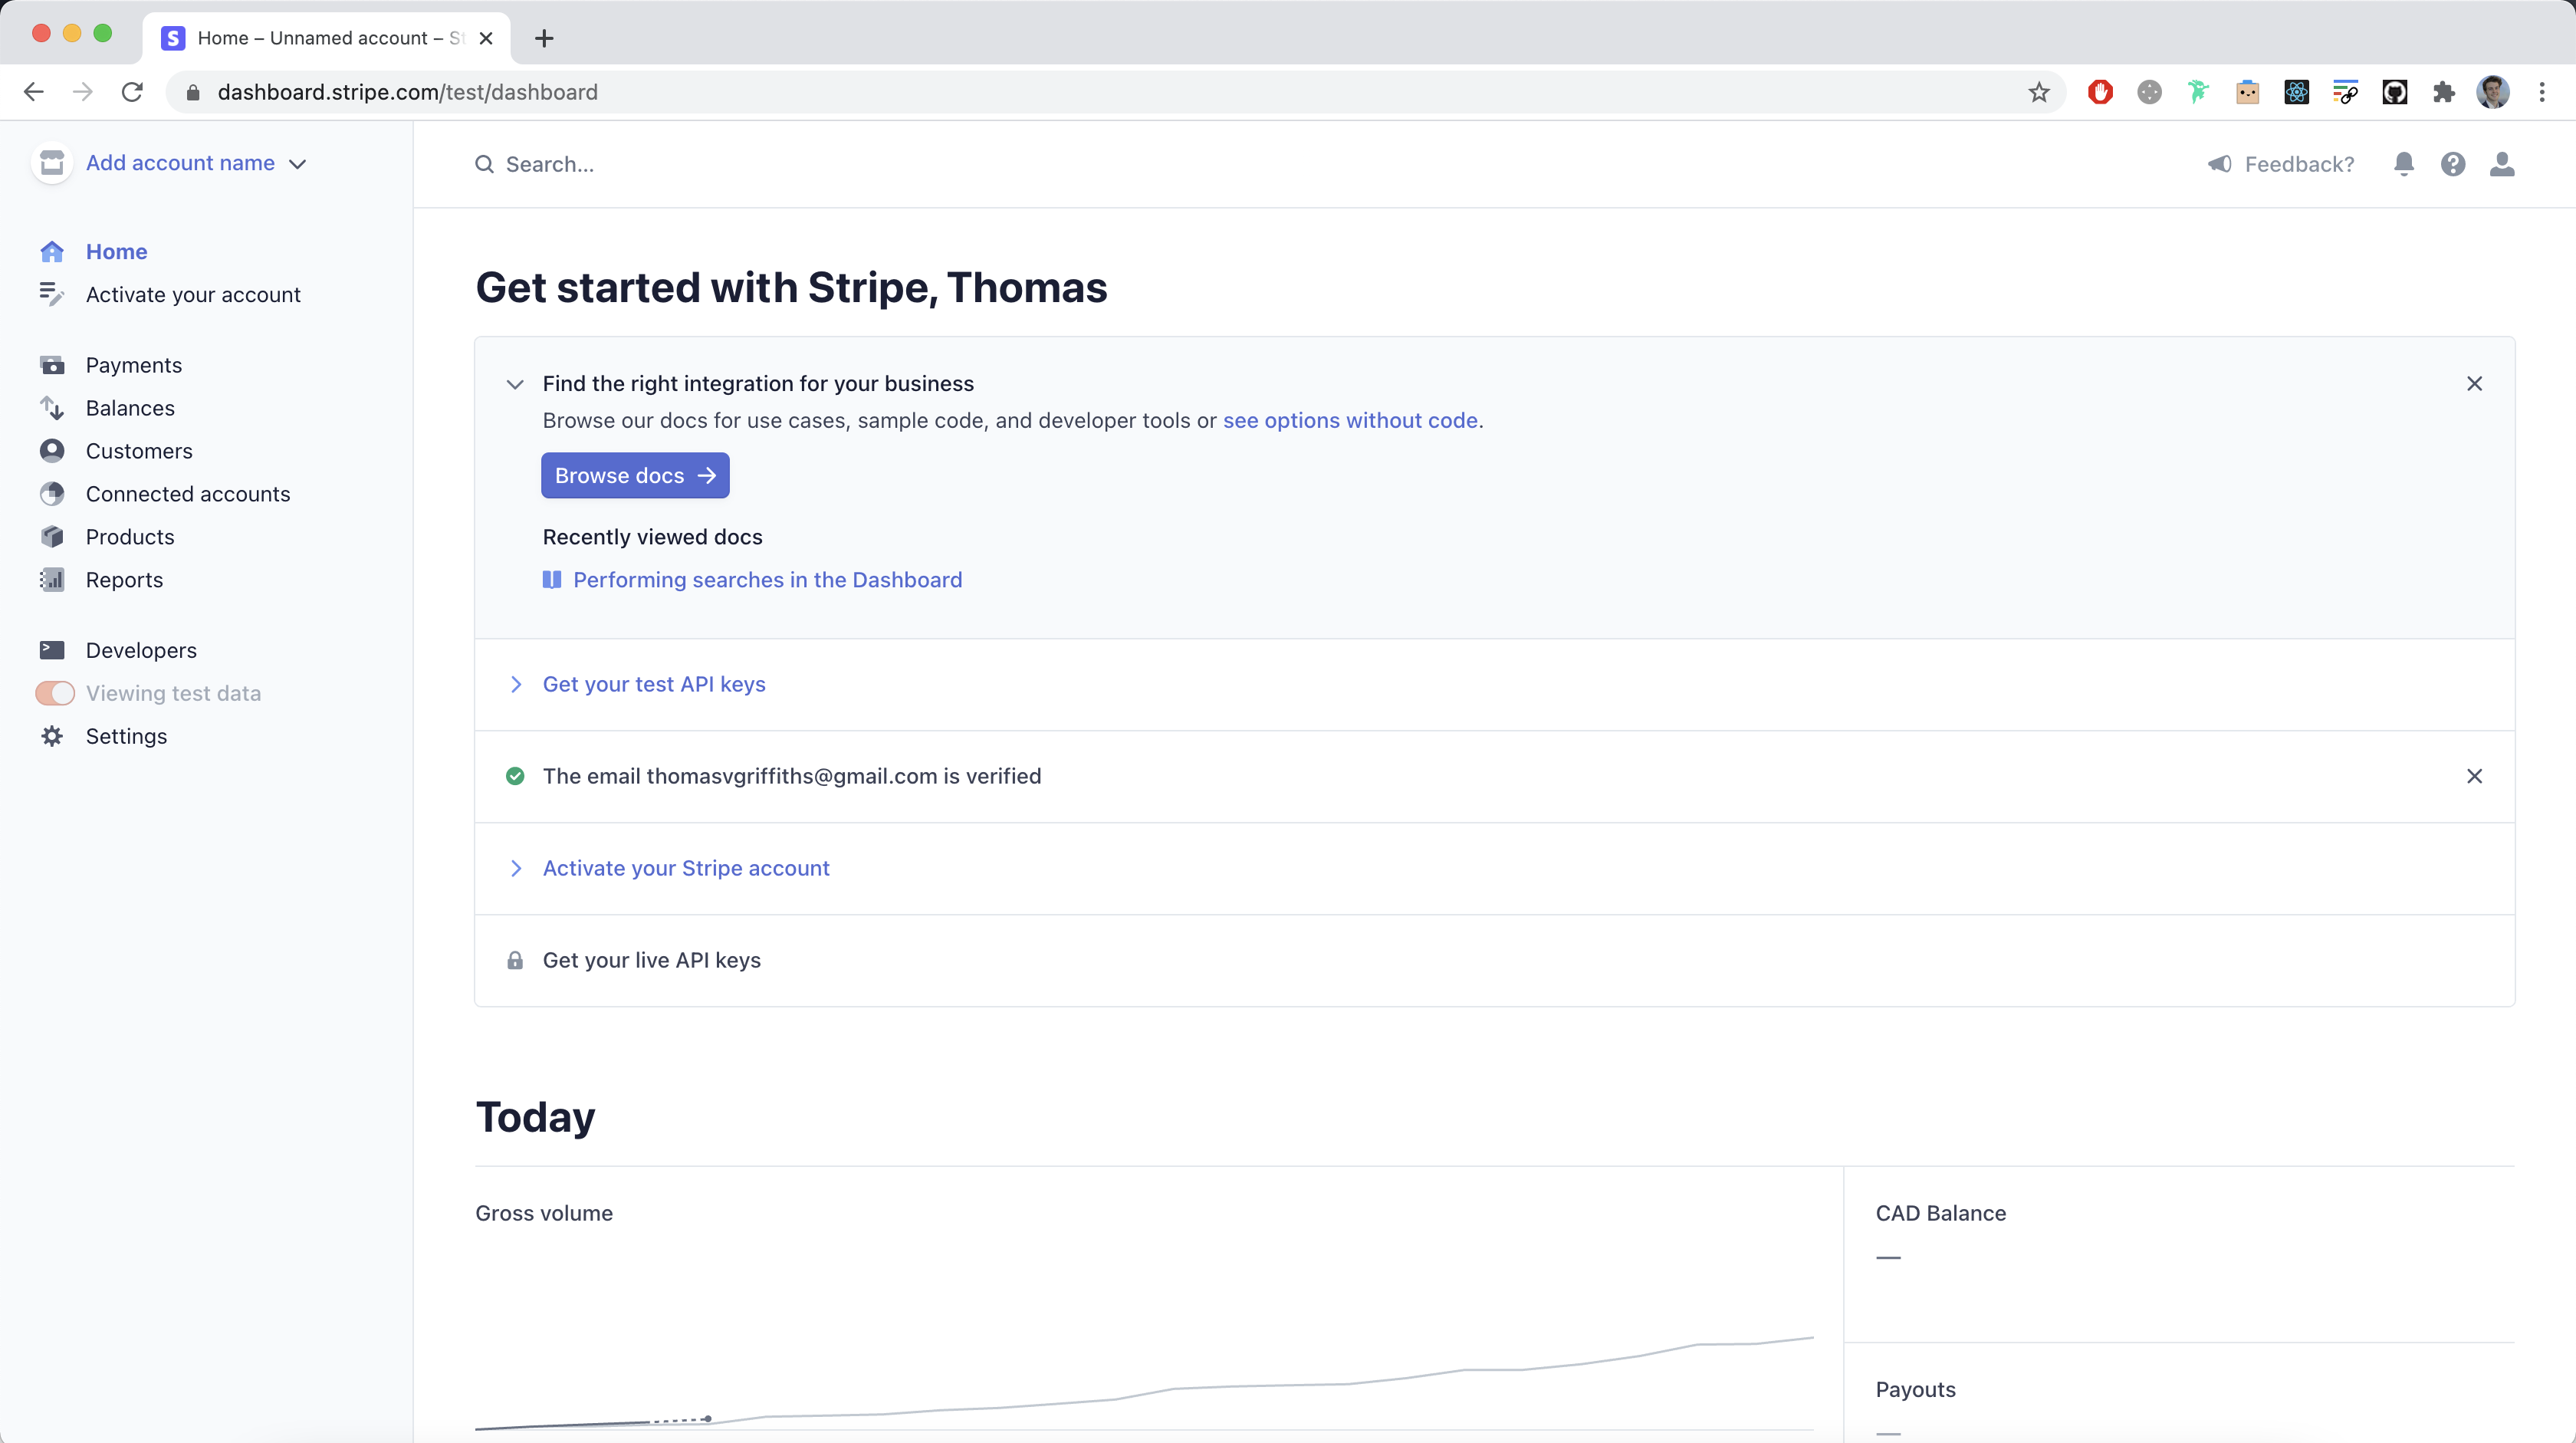 Home – Unnamed account – St
dashboard.stripe.com/test/dashboard
Add account name
Search...
Feedback?
Home
Activate your account
Payments
Balances
Customers
Connected accounts
Products
Reports
Developers
Viewing test data
Settings
Get started with Stripe, Thomas
Find the right integration for your business
Browse our docs for use cases, sample code, and developer tools or see options without code.
Browse docs →
Recently viewed docs
Performing searches in the Dashboard
Get your test API keys
The email thomasvgriffiths@gmail.com is verified
Activate your Stripe account
Get your live API keys
Today
Gross volume
CAD Balance
—
Payouts
—